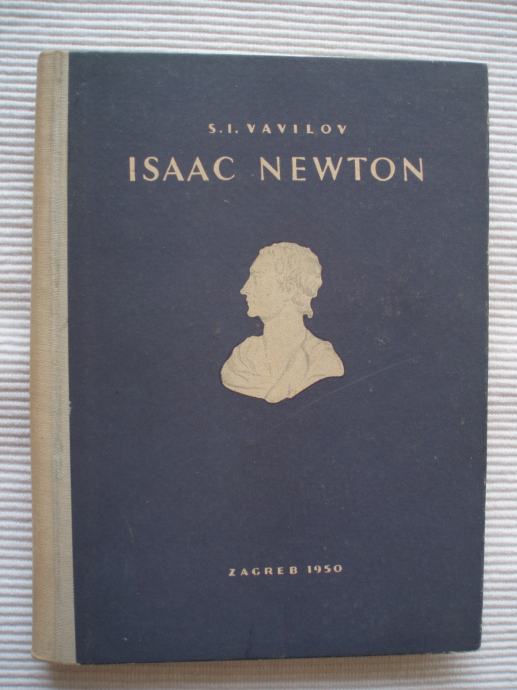 S.I. VAVILOV
ISAAC NEWTON
ZAGREB 1950